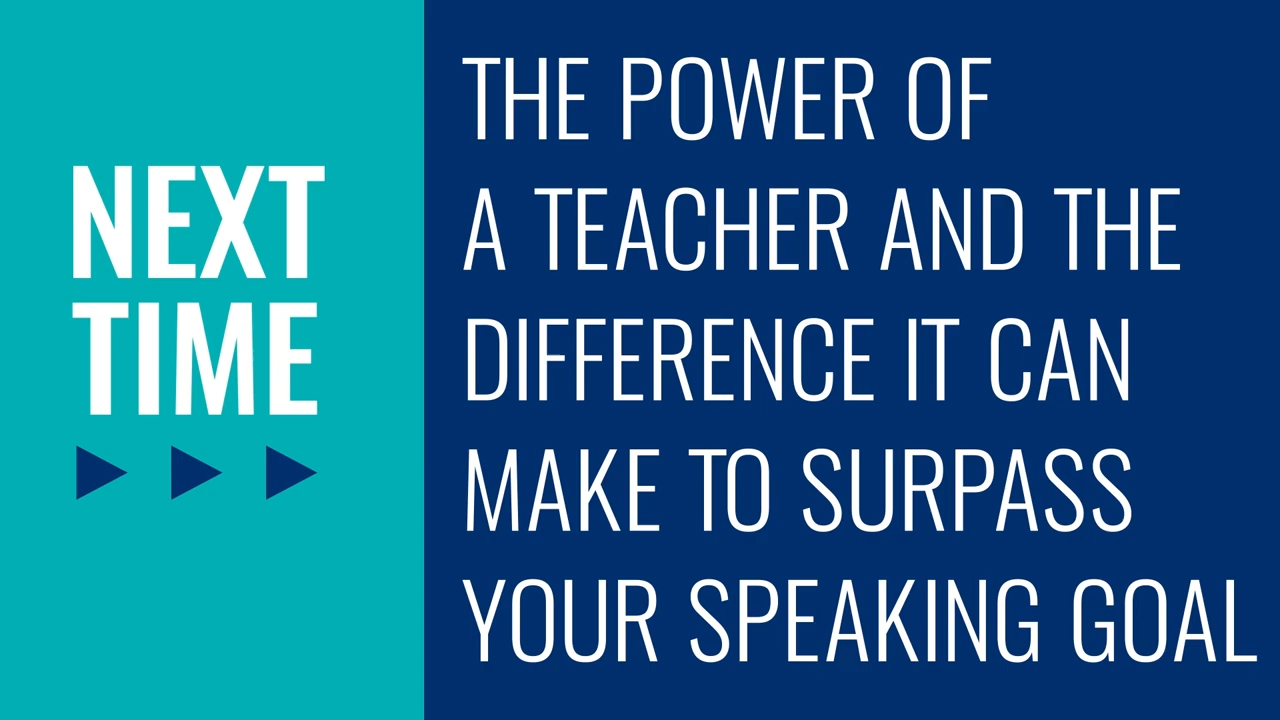 NEXT
TIME
THE POWER OF
A TEACHER AND THE
DIFFERENCE IT CAN
MAKE TO SURPASS
YOUR SPEAKING GOAL